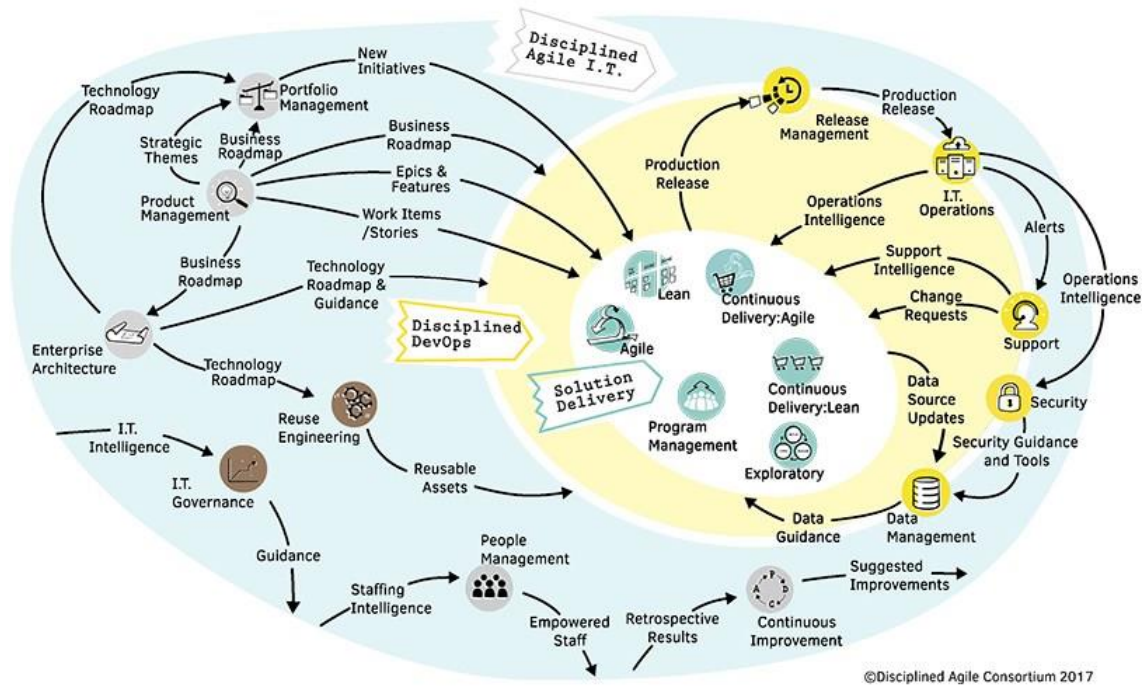 Disciplined
Agile I.T.
New
Initiatives
Technology
Roadmap
Portfolio
Management
Strategic
Themes
Business
Roadmap
Business
Roadmap
Epics &
Features
Product
Management
Work Items
/Stories
Business
Roadmap
Technology
Roadmap &
Guidance
Enterprise
Architecture
Technology
Roadmap
Reuse
Engineering
Reusable
Assets
I.T.
Intelligence
I.T.
Governance
Guidance
Staffing
Intelligence
People
Management
Empowered
Staff
Retrospective
Results
Continuous
Improvement
Suggested
Improvements
Disciplined
DevOps
Production
Release
Release
Management
Production
Release
I.T.
Operations
Operations
Intelligence
Alerts
Operations
Intelligence
Support
Intelligence
Change
Requests
Support
Security
Security Guidance
and Tools
Data
Source
Updates
Data
Management
Data
Guidance
Solution
Delivery
Lean
Agile
Continuous
Delivery:Agile
Continuous
Delivery:Lean
Program
Management
Exploratory
A P D C
©Disciplined Agile Consortium 2017